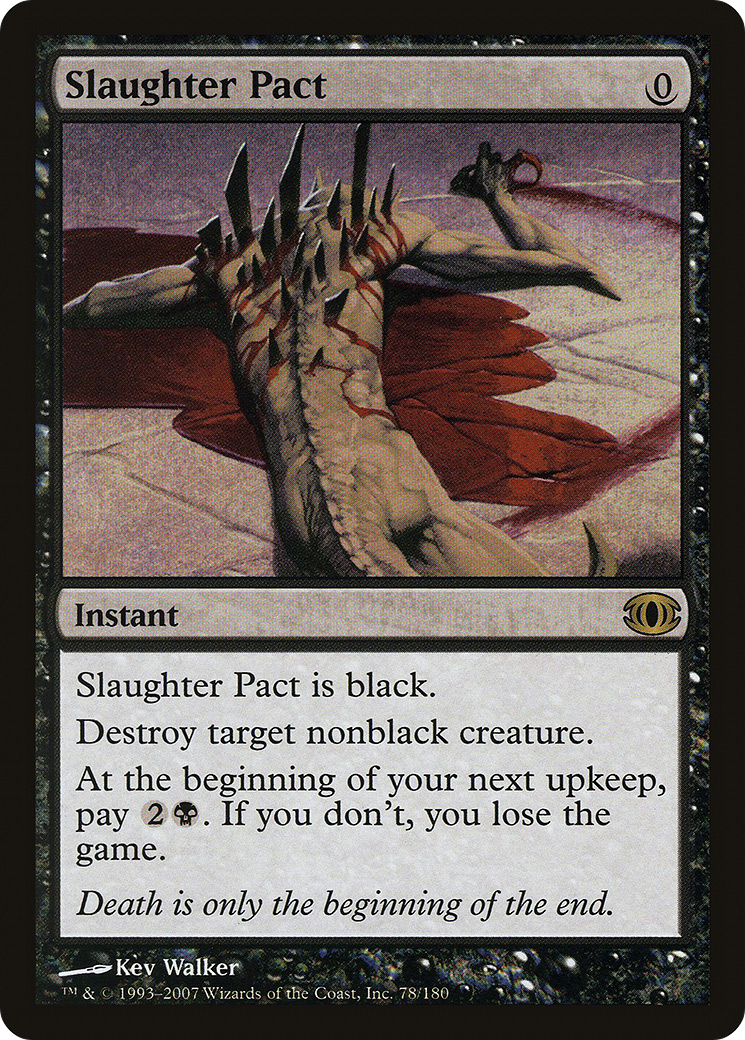 Slaughter Pact 0
Instant
Slaughter Pact is black.
Destroy target nonblack creature.
At the beginning of your next upkeep,
pay 2. If you don't, you lose the
game.
Death is only the beginning of the end.
Kev Walker
™ & © 1993–2007 Wizards of the Coast, Inc. 78/180